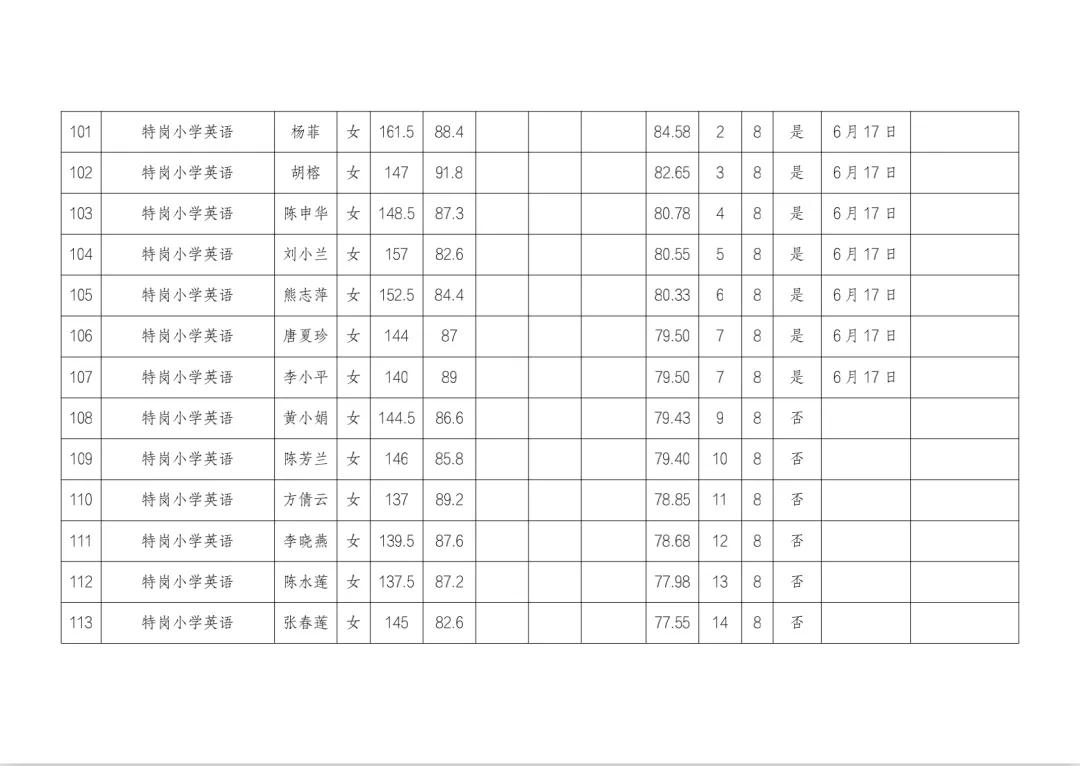 101 特岗小学英语 杨菲 女 161.5 88.4 84.58 2 8 是 6月17日
102 特岗小学英语 胡榕 女 147 91.8 82.65 3 8 是 6月17日
103 特岗小学英语 陈申华 女 148.5 87.3 80.78 4 8 是 6月17日
104 特岗小学英语 刘小兰 女 157 82.6 80.55 5 8 是 6月17日
105 特岗小学英语 熊志萍 女 152.5 84.4 80.33 6 8 是 6月17日
106 特岗小学英语 唐夏珍 女 144 87 79.50 7 8 是 6月17日
107 特岗小学英语 李小平 女 140 89 79.50 7 8 是 6月17日
108 特岗小学英语 黄小娟 女 144.5 86.6 79.43 9 8 否
109 特岗小学英语 陈芳兰 女 146 85.8 79.40 10 8 否
110 特岗小学英语 方倩云 女 137 89.2 78.85 11 8 否
111 特岗小学英语 李晓燕 女 139.5 87.6 78.68 12 8 否
112 特岗小学英语 陈水莲 女 137.5 87.2 77.98 13 8 否
113 特岗小学英语 张春莲 女 145 82.6 77.55 14 8 否